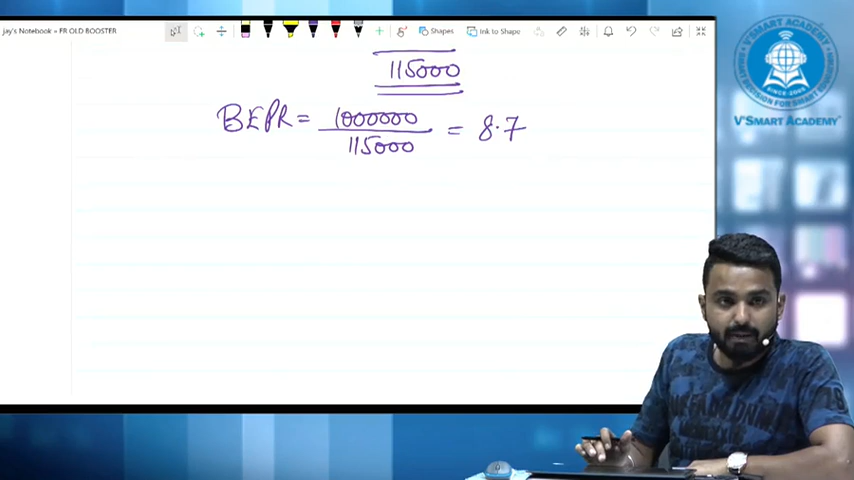 jay's Notebook » FR OLD BOOSTER
Shapes
Ink to Shape
V'SMART ACADEMY
SINCE-2008
V'SMART ACADEMY
115000
BEPR = 1000000
115000
= 8.7